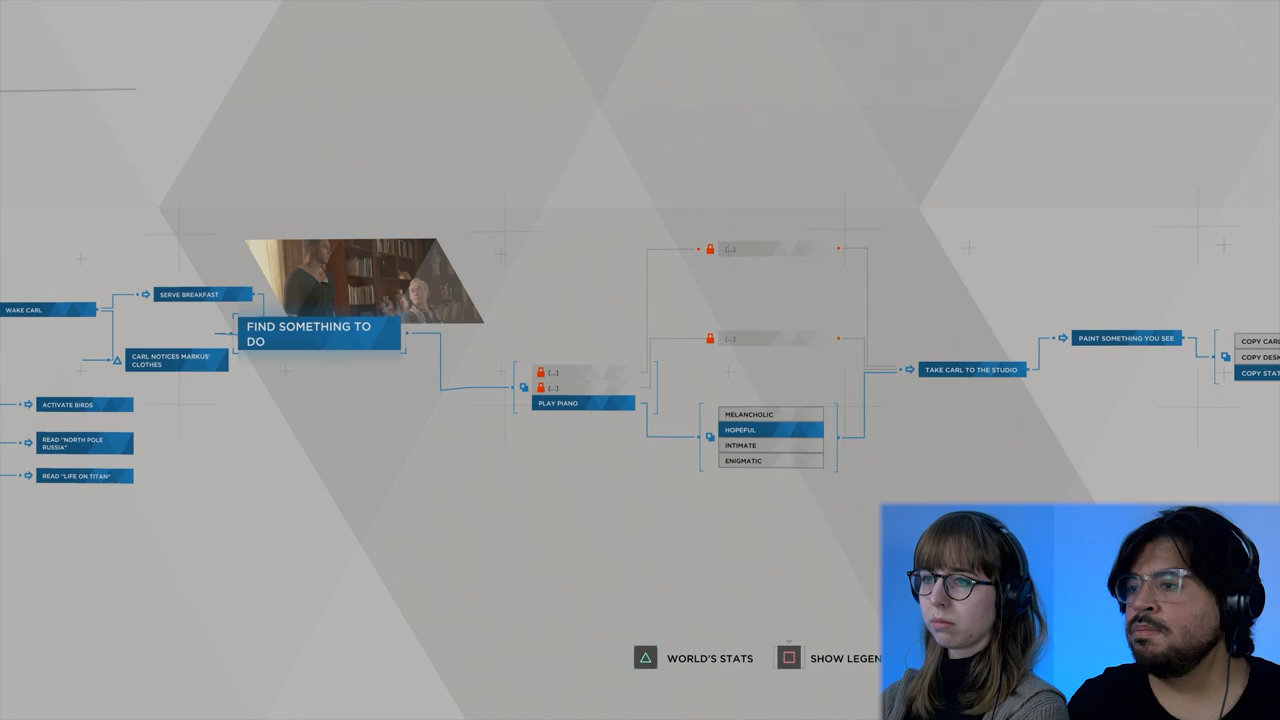 WAKE CARL
SERVE BREAKFAST
CARL NOTICES MARKUS'
CLOTHES
ACTIVATE BIRDS
READ "NORTH POLE
RUSSIA"
READ "LIFE ON TITAN"
FIND SOMETHING TO
DO
[...]
[...]
PLAY PIANO
[...]
[...]
MELANCHOLIC
HOPEFUL
INTIMATE
ENIGMATIC
TAKE CARL TO THE STUDIO
PAINT SOMETHING YOU SEE
COPY CARL
COPY DESK
COPY STAT
WORLD'S STATS
SHOW LEGEN